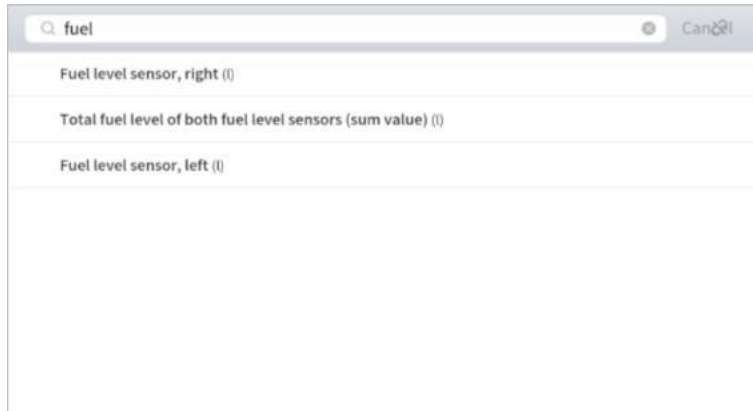 fuel Cancel
Fuel level sensor, right (l)
Total fuel level of both fuel level sensors (sum value) (l)
Fuel level sensor, left (l)